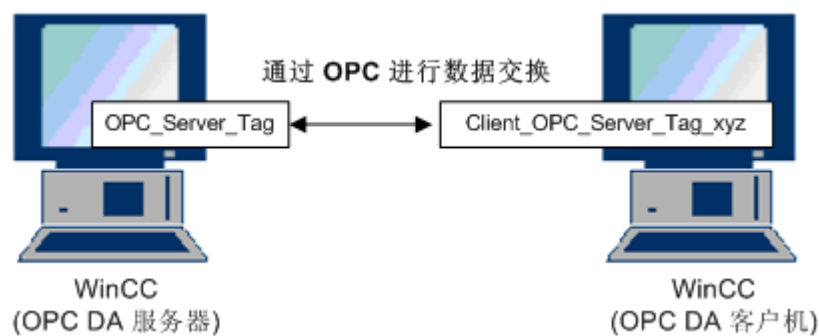 通过 OPC 进行数据交换
OPC_Server_Tag
Client_OPC_Server_Tag_xyz
WinCC
(OPC DA 服务器)
WinCC
(OPC DA 客户机)